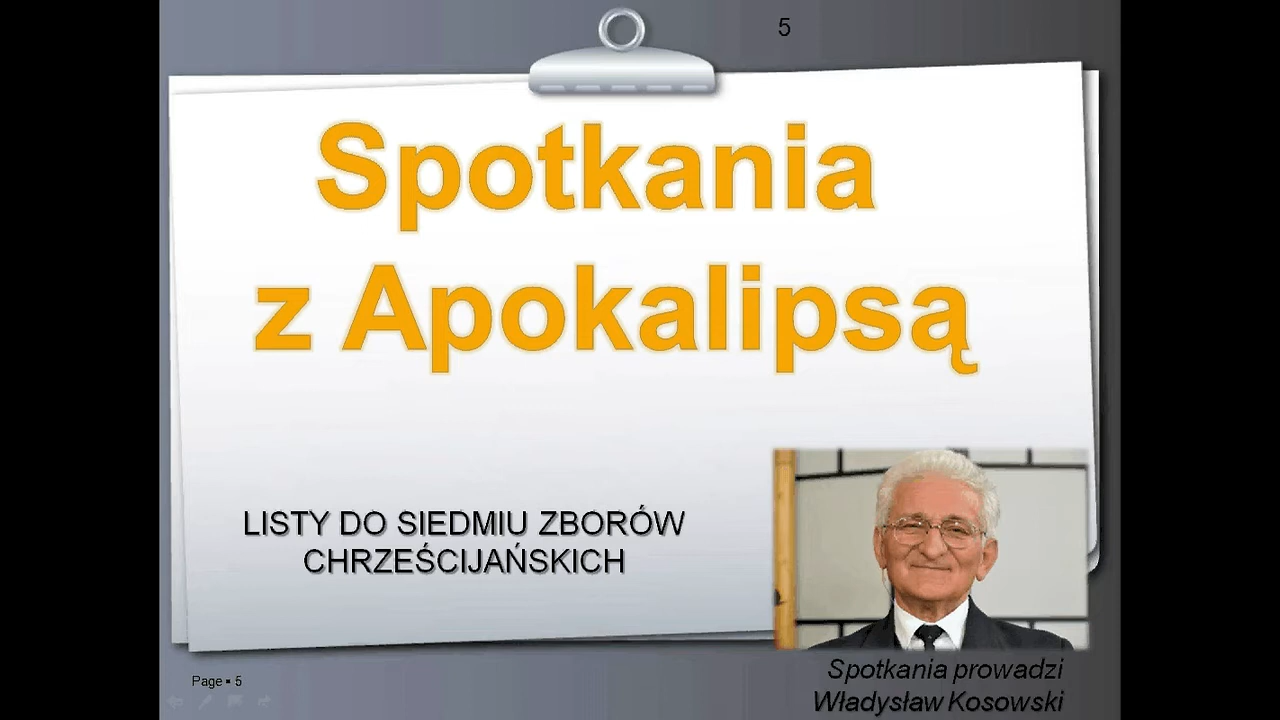 5
Spotkania
z Apokalipsą
LISTY DO SIEDMIU ZBORÓW
CHRZEŚCIJAŃSKICH
Spotkania prowadzi
Władysław Kosowski
Page ▪ 5